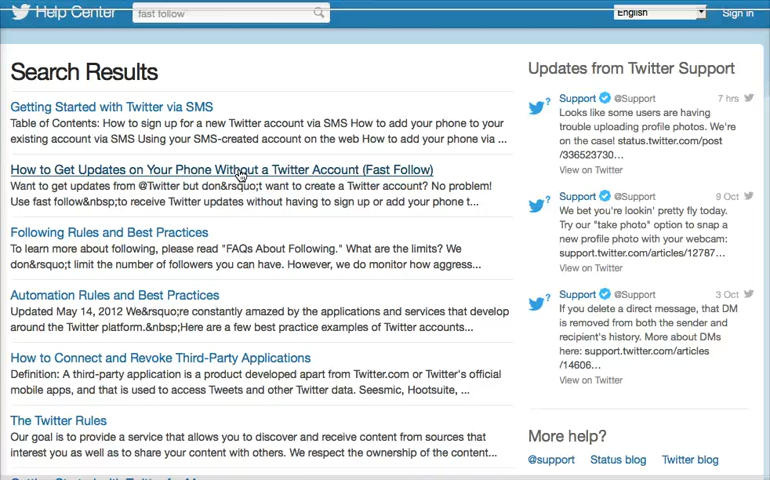 Help Center
fast follow
English
Sign in
Search Results
Getting Started with Twitter via SMS
Table of Contents: How to sign up for a new Twitter account via SMS How to add your phone to your
existing account via SMS Using your SMS-created account on the web How to add your phone via ...
How to Get Updates on Your Phone Without a Twitter Account (Fast Follow)
Want to get updates from @Twitter but don&rsquo;t want to create a Twitter account? No problem!
Use fast follow&nbsp;to receive Twitter updates without having to sign up or add your phone t...
Following Rules and Best Practices
To learn more about following, please read "FAQs About Following." What are the limits? We
don&rsquo;t limit the number of followers you can have. However, we do monitor how aggress...
Automation Rules and Best Practices
Updated May 14, 2012 We&rsquo;re constantly amazed by the applications and services that develop
around the Twitter platform.&nbsp;Here are a few best practice examples of Twitter accounts...
How to Connect and Revoke Third-Party Applications
Definition: A third-party application is a product developed apart from Twitter.com or Twitter's official
mobile apps, and that is used to access Tweets and other Twitter data. Seesmic, Hootsuite, ...
The Twitter Rules
Our goal is to provide a service that allows you to discover and receive content from sources that
interest you as well as to share your content with others. We respect the ownership of the content...
Updates from Twitter Support
Support @Support 7 hrs
Looks like some users are having
trouble uploading profile photos. We're
on the case! status.twitter.com/post
/336523730...
View on Twitter
Support @Support 9 Oct
We bet you're lookin' pretty fly today.
Try our "take photo" option to snap a
new profile photo with your webcam:
support.twitter.com/articles/12787...
View on Twitter
Support @Support 3 Oct
If you delete a direct message, that DM
is removed from both the sender and
recipient's history. More about DMs
here: support.twitter.com/articles
/14606...
View on Twitter
More help?
@support Status blog Twitter blog